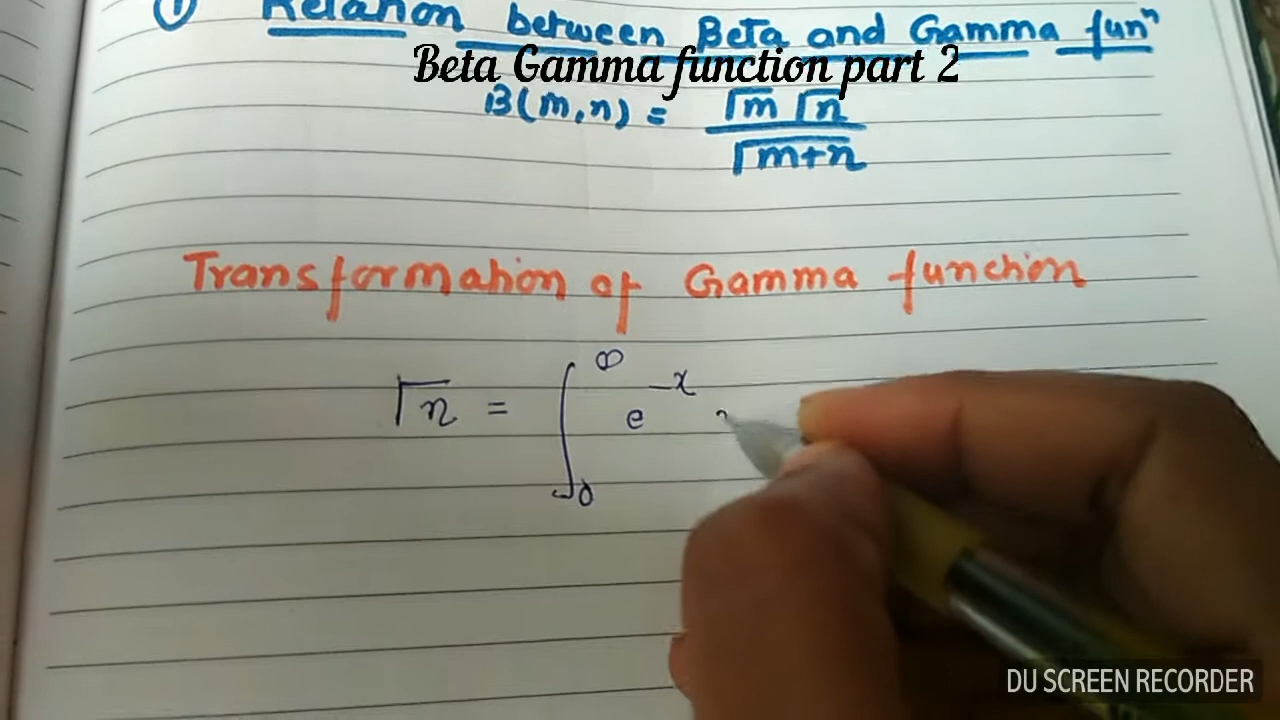 ① Relation between Beta and Gamma funⁿ
Beta Gamma function part 2
B(m,n) = Γm Γn / Γm+n
Transformation of Gamma function
Γn = ∫₀^∞ e^-x
DU SCREEN RECORDER